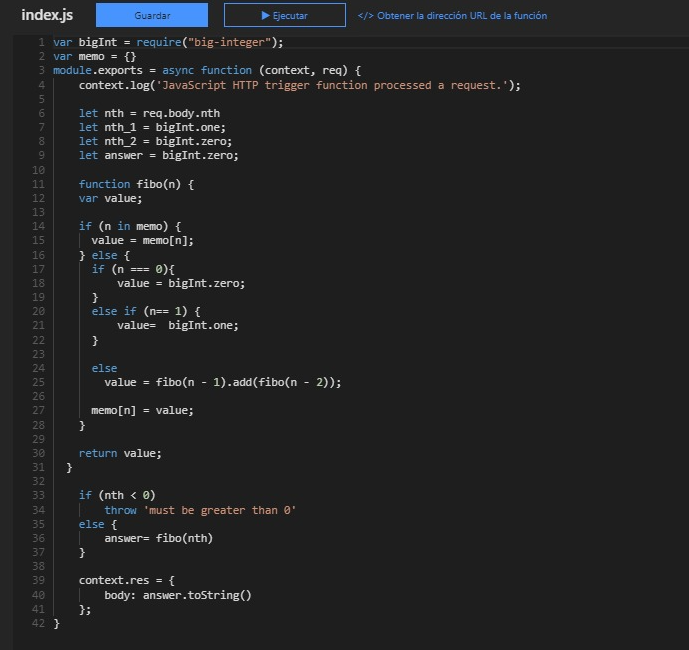 index.js Guardar ▶ Ejecutar </> Obtener la dirección URL de la función
1 var bigInt = require("big-integer");
2 var memo = {}
3 module.exports = async function (context, req) {
4     context.log('JavaScript HTTP trigger function processed a request.');
5
6     let nth = req.body.nth
7     let nth_1 = bigInt.one;
8     let nth_2 = bigInt.zero;
9     let answer = bigInt.zero;
10
11     function fibo(n) {
12     var value;
13
14     if (n in memo) {
15       value = memo[n];
16     } else {
17       if (n === 0){
18           value = bigInt.zero;
19       }
20       else if (n== 1) {
21           value=  bigInt.one;
22       }
23
24       else
25         value = fibo(n - 1).add(fibo(n - 2));
26
27       memo[n] = value;
28     }
29
30     return value;
31   }
32
33     if (nth < 0)
34         throw 'must be greater than 0'
35     else {
36         answer= fibo(nth)
37     }
38
39     context.res = {
40         body: answer.toString()
41     };
42 }